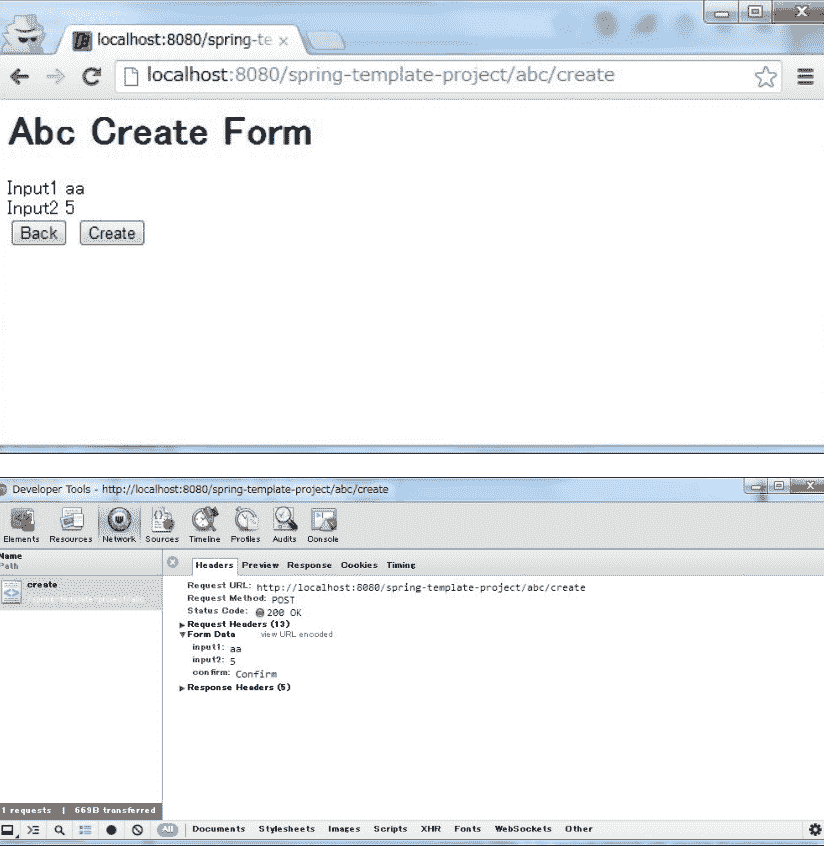 localhost:8080/spring-te
localhost:8080/spring-template-project/abc/create
Abc Create Form
Input1 aa
Input2 5
Back Create
Developer Tools - http://localhost:8080/spring-template-project/abc/create
Elements Resources Network Sources Timeline Profiles Audits Console
Name
Path
Headers Preview Response Cookies Timing
create
Request URL: http://localhost:8080/spring-template-project/abc/create
Request Method: POST
Status Code: 200 OK
Request Headers (13)
Form Data view URL encoded
input1: aa
input2: 5
confirm: Confirm
Response Headers (5)
1 requests | 669B transferred
All Documents Stylesheets Images Scripts XHR Fonts WebSockets Other